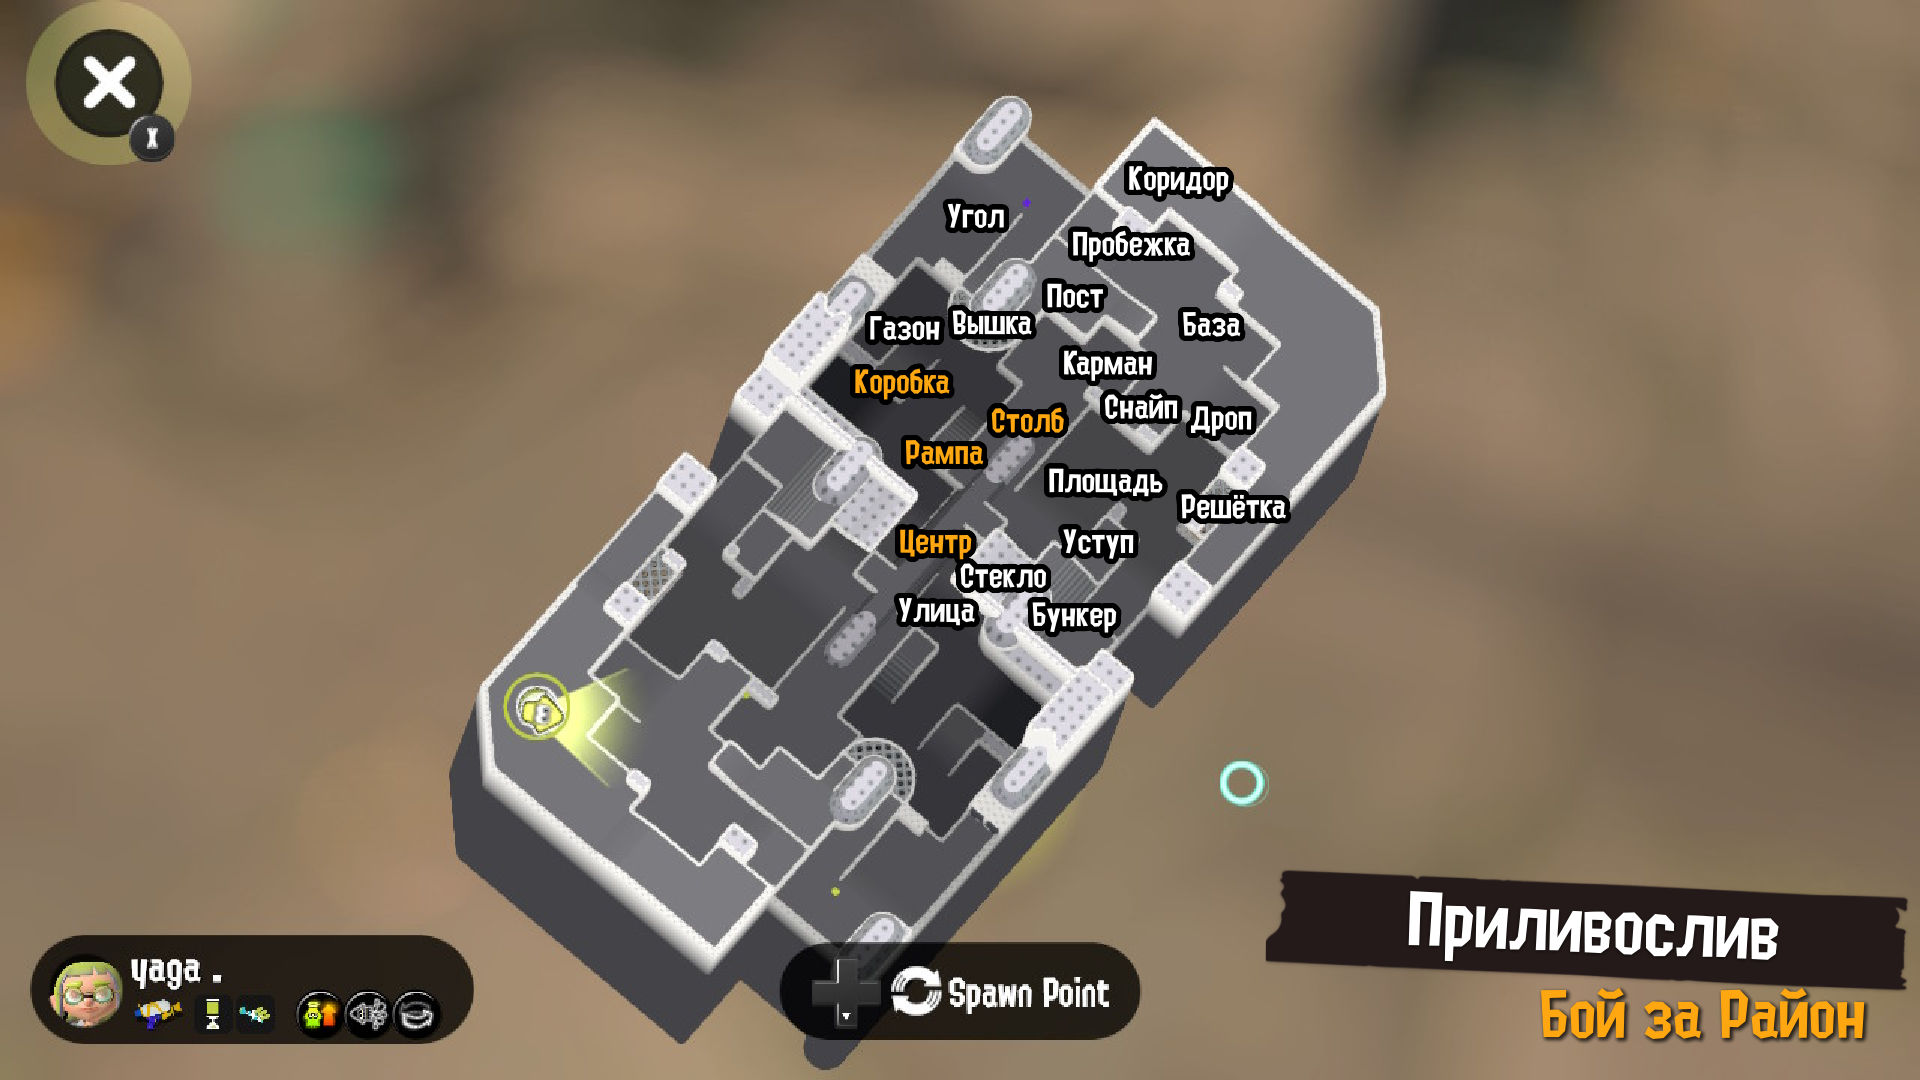 X
Коридор
Угол
Пробежка
Пост
Газон
Вышка
База
Карман
Коробка
Снайп
Дроп
Столб
Рампа
Площадь
Решётка
Центр
Уступ
Стекло
Улица
Бункер
Приливослив
Бой за Район
yaga .
Spawn Point